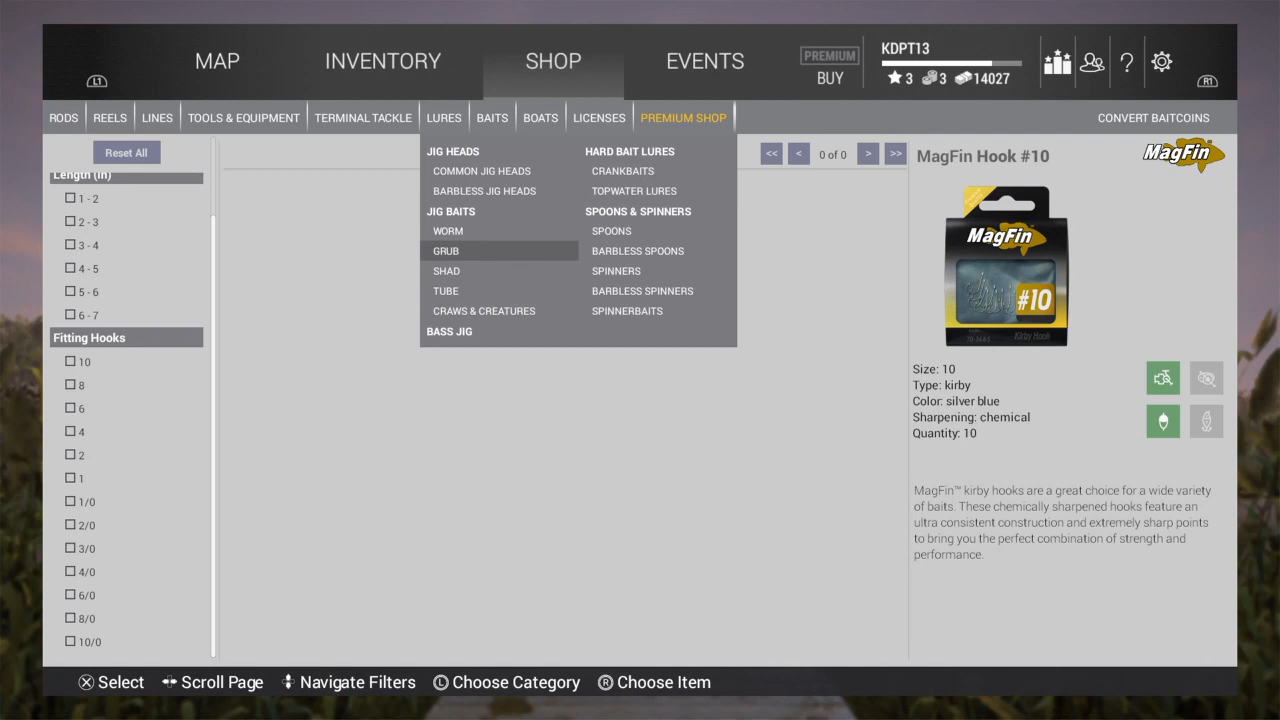 MAP
INVENTORY
SHOP
EVENTS
PREMIUM
BUY
KDPT13
3
3
14027
L1
R1
RODS
REELS
LINES
TOOLS & EQUIPMENT
TERMINAL TACKLE
LURES
BAITS
BOATS
LICENSES
PREMIUM SHOP
CONVERT BAITCOINS
Reset All
Length (in)
1 - 2
2 - 3
3 - 4
4 - 5
5 - 6
6 - 7
Fitting Hooks
10
8
6
4
2
1
1/0
2/0
3/0
4/0
6/0
8/0
10/0
JIG HEADS
COMMON JIG HEADS
BARBLESS JIG HEADS
JIG BAITS
WORM
GRUB
SHAD
TUBE
CRAWS & CREATURES
BASS JIG
HARD BAIT LURES
CRANKBAITS
TOPWATER LURES
SPOONS & SPINNERS
SPOONS
BARBLESS SPOONS
SPINNERS
BARBLESS SPINNERS
SPINNERBAITS
<< < 0 of 0 > >>
MagFin Hook #10
MagFin
MagFin
#10
Kirby Hook
Size: 10
Type: kirby
Color: silver blue
Sharpening: chemical
Quantity: 10
MagFin™ kirby hooks are a great choice for a wide variety
of baits. These chemically sharpened hooks feature an
ultra consistent construction and extremely sharp points
to bring you the perfect combination of strength and
performance.
Select
Scroll Page
Navigate Filters
L Choose Category
R Choose Item